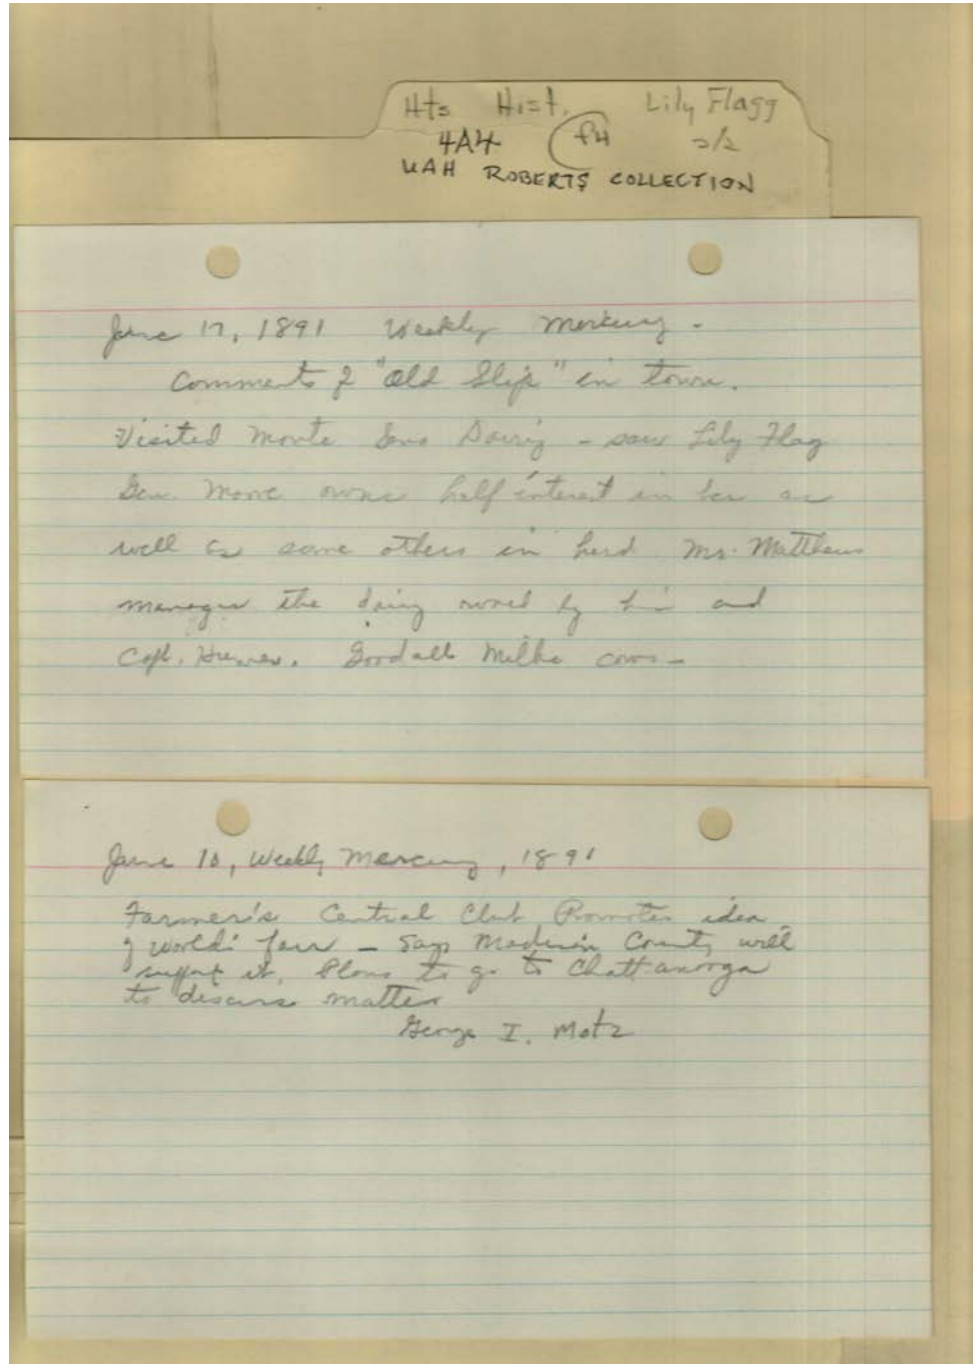 Hts Hist. Lily Flagg
4A4 f4 2/2
UAH ROBERTS COLLECTION
June 17, 1891 Weekly Mercury -
Comments of "Old Slip" in town.
Visited Monte Sano Dairy - saw Lily Flag
Gen. Moore owns half interest in her as
well as some others in herd. Mr. Matthews
manages the dairy owned by him and
Capt. Goodall milks cows -
June 10, Weekly Mercury, 1891
Farmer's Central Club Promotes idea
of world's fair - Says Madison County will
support it. Plans to go to Chattanooga
to discuss matter
George I. Motz